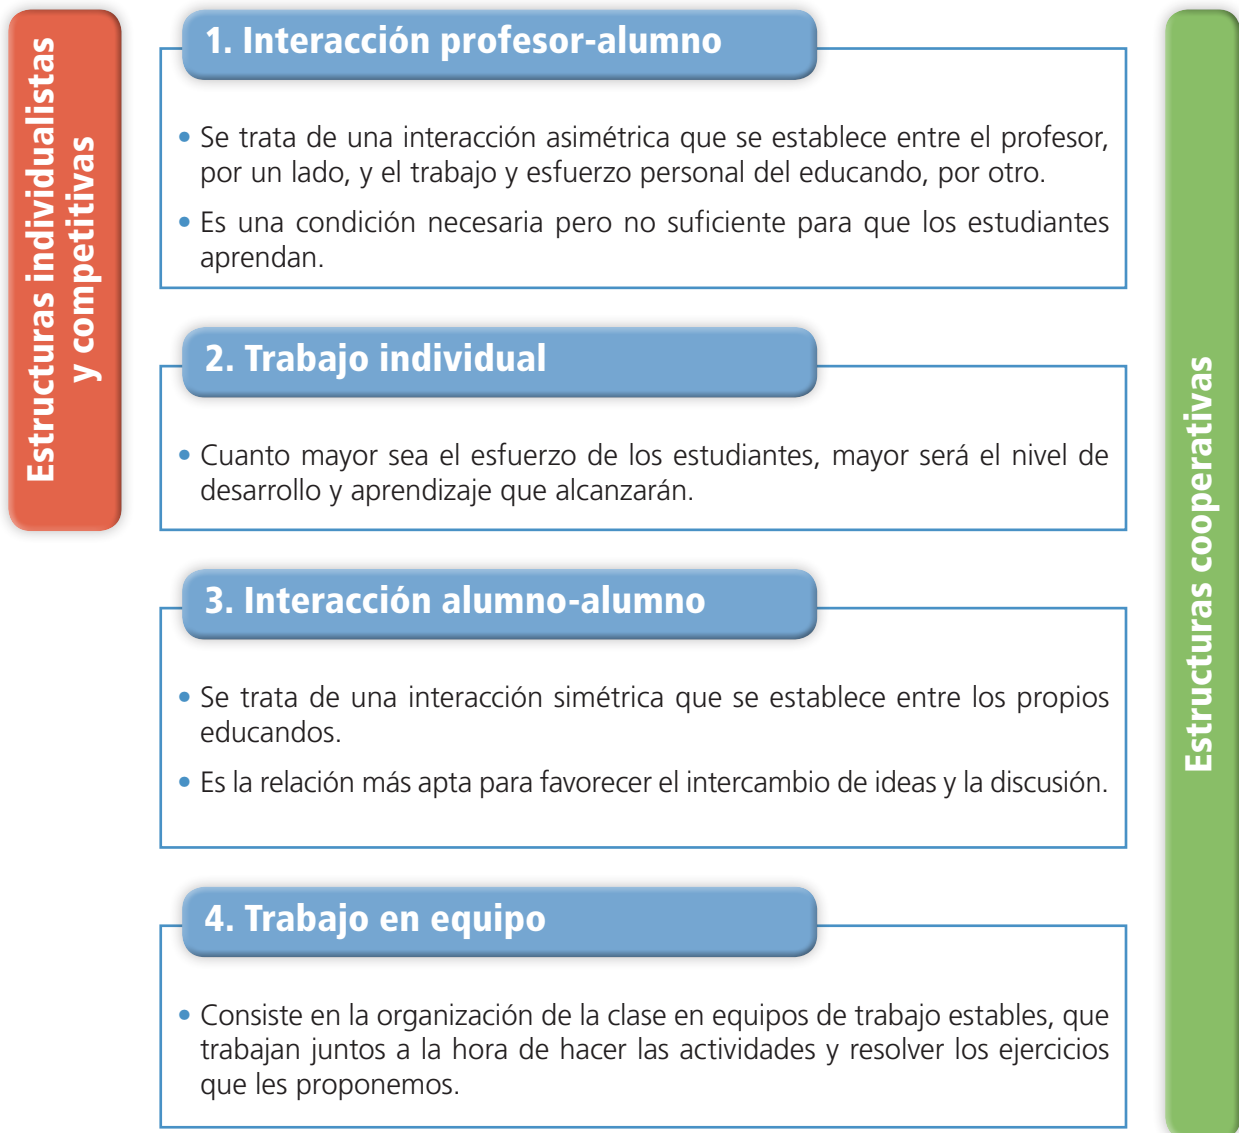 Estructuras individualistas
y competitivas
1. Interacción profesor-alumno
• Se trata de una interacción asimétrica que se establece entre el profesor,
por un lado, y el trabajo y esfuerzo personal del educando, por otro.
• Es una condición necesaria pero no suficiente para que los estudiantes
aprendan.
2. Trabajo individual
• Cuanto mayor sea el esfuerzo de los estudiantes, mayor será el nivel de
desarrollo y aprendizaje que alcanzarán.
3. Interacción alumno-alumno
• Se trata de una interacción simétrica que se establece entre los propios
educandos.
• Es la relación más apta para favorecer el intercambio de ideas y la discusión.
4. Trabajo en equipo
• Consiste en la organización de la clase en equipos de trabajo estables, que
trabajan juntos a la hora de hacer las actividades y resolver los ejercicios
que les proponemos.
Estructuras cooperativas